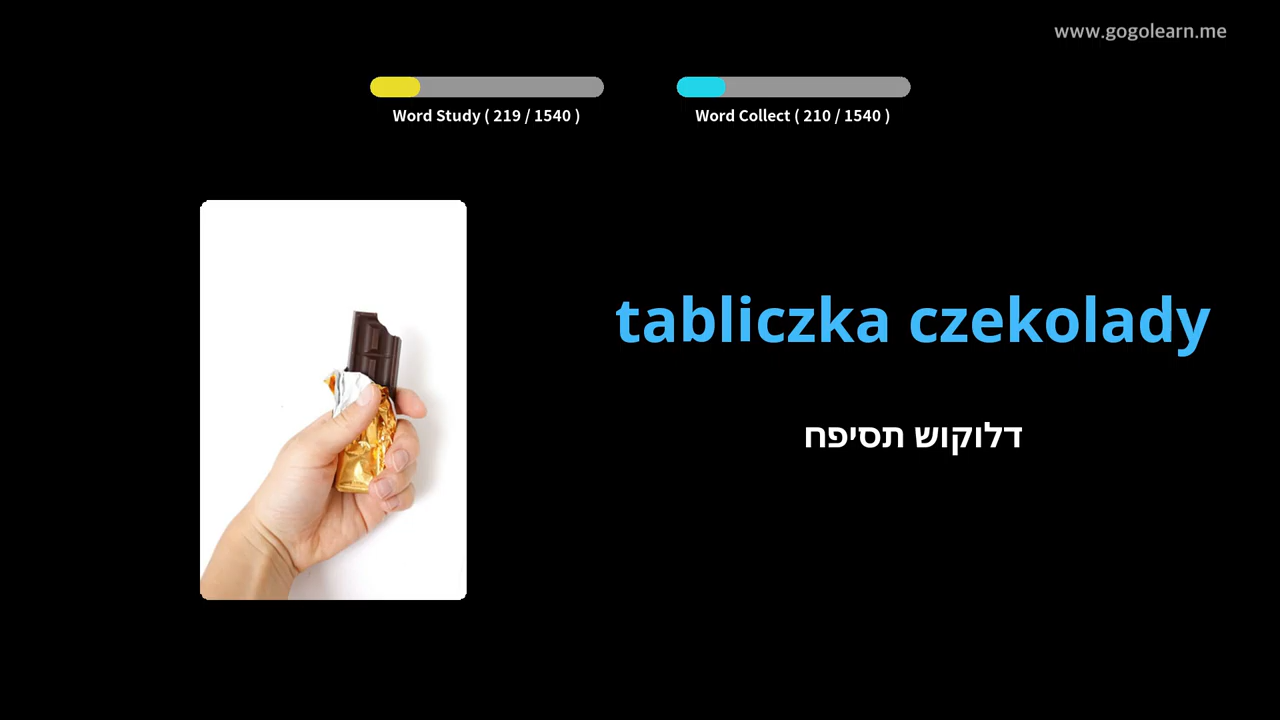 www.gogolearn.me
Word Study ( 219 / 1540 )
Word Collect ( 210 / 1540 )
tabliczka czekolady
דלוקוש תסיפח